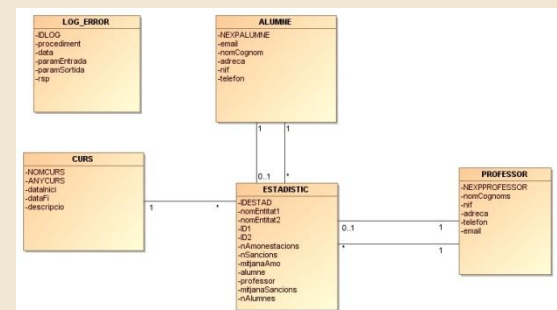 LOG_ERROR
-IDLOG
-procediment
-data
-paramEntrada
-paramSortida
-rsp
ALUMNE
-NEXPALUMNE
-email
-nomCognom
-adreca
-nif
-telefon
1
1
0..1
*
CURS
-NOMCURS
-ANYCURS
-dataInici
-dataFi
-descripcio
1
*
ESTADISTIC
-IDESTAD
-nomEntitat1
-nomEntitat2
-ID1
-ID2
-nAmonestacions
-nSancions
-mitjanaAmo
-alumne
-professor
-mitjanaSancions
-nAlumnes
0..1
1
*
1
PROFESSOR
-NEXPPROFESSOR
-nomCognoms
-nif
-adreca
-telefon
-email